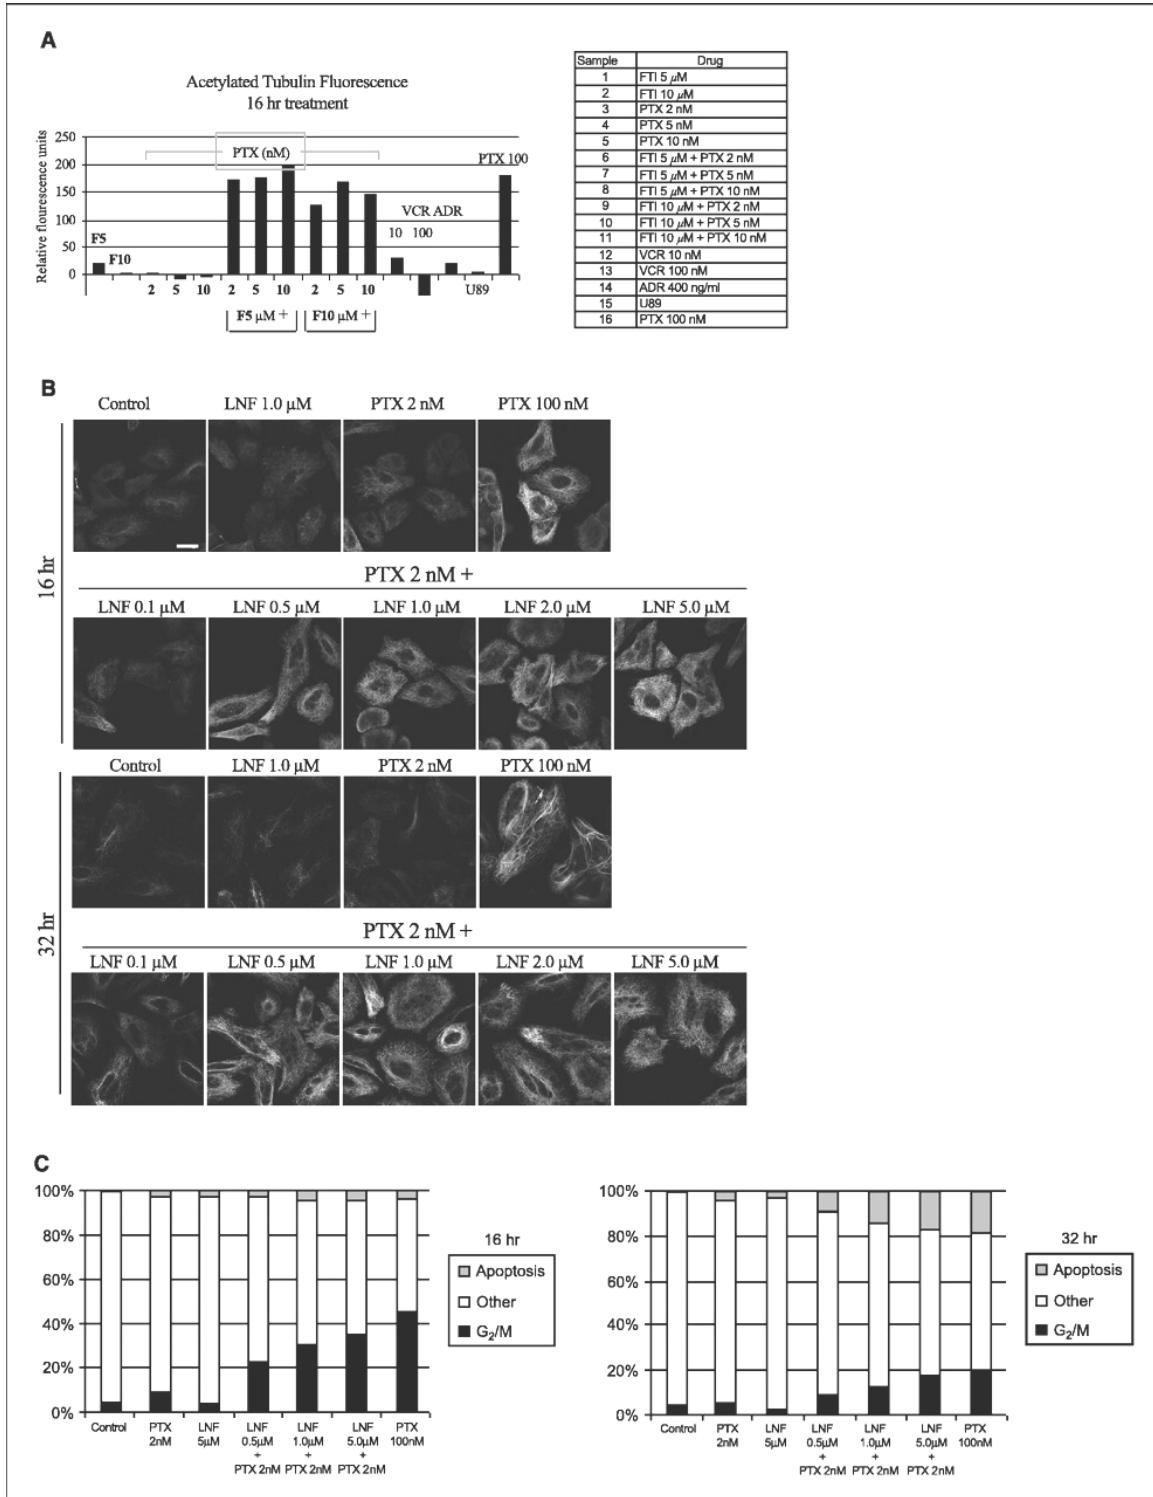 A
Acetylated Tubulin Fluorescence
16 hr treatment
Relative flourescence units
250
200
150
100
50
0
PTX (nM)
PTX 100
VCR ADR
10 100
F5
F10
2 5 10 2 5 10 2 5 10
U89
F5 μM + F10 μM +
Sample Drug
1 FTI 5 μM
2 FTI 10 μM
3 PTX 2 nM
4 PTX 5 nM
5 PTX 10 nM
6 FTI 5 μM + PTX 2 nM
7 FTI 5 μM + PTX 5 nM
8 FTI 5 μM + PTX 10 nM
9 FTI 10 μM + PTX 2 nM
10 FTI 10 μM + PTX 5 nM
11 FTI 10 μM + PTX 10 nM
12 VCR 10 nM
13 VCR 100 nM
14 ADR 400 ng/ml
15 U89
16 PTX 100 nM
B
16 hr
Control LNF 1.0 μM PTX 2 nM PTX 100 nM
PTX 2 nM +
LNF 0.1 μM LNF 0.5 μM LNF 1.0 μM LNF 2.0 μM LNF 5.0 μM
32 hr
Control LNF 1.0 μM PTX 2 nM PTX 100 nM
PTX 2 nM +
LNF 0.1 μM LNF 0.5 μM LNF 1.0 μM LNF 2.0 μM LNF 5.0 μM
C
100%
80%
60%
40%
20%
0%
Control PTX LNF LNF LNF LNF PTX
2nM 5μM 0.5μM 1.0μM 5.0μM 100nM
+ + +
PTX 2nM PTX 2nM PTX 2nM
16 hr
Apoptosis
Other
G₂/M
100%
80%
60%
40%
20%
0%
Control PTX LNF LNF LNF LNF PTX
2nM 5μM 0.5μM 1.0μM 5.0μM 100nM
+ + +
PTX 2nM PTX 2nM PTX 2nM
32 hr
Apoptosis
Other
G₂/M